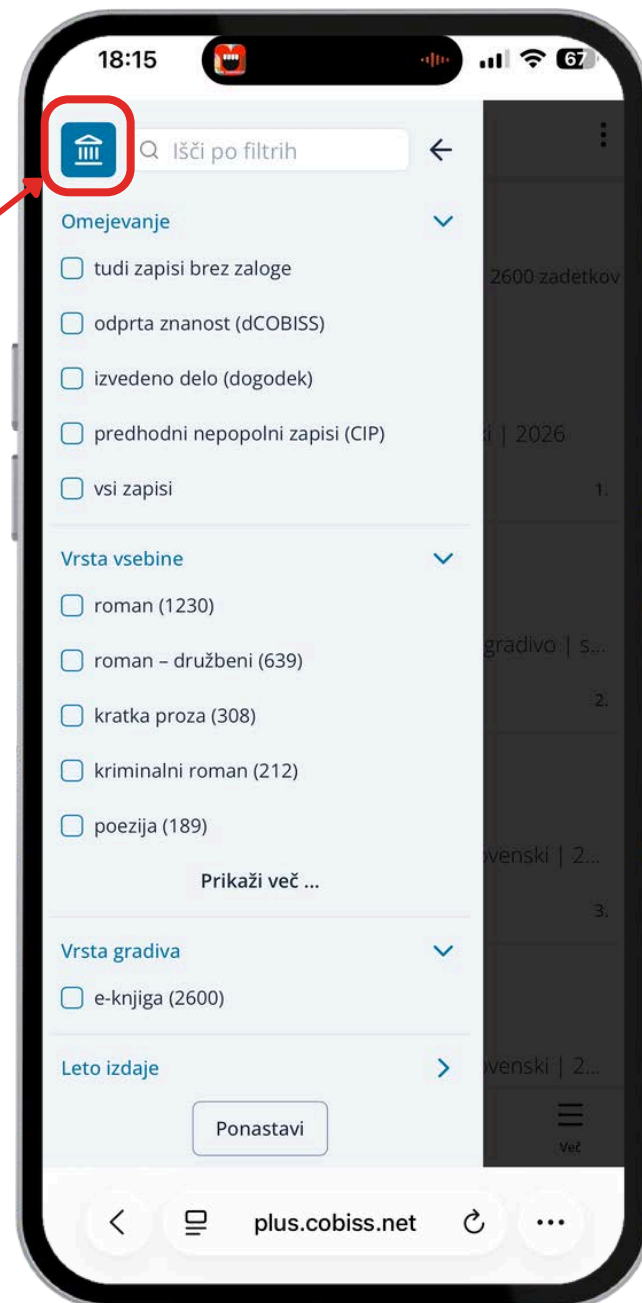 18:15
67
Išči po filtrih
Omejevanje
tudi zapisi brez zaloge
2600 zadetkov
odprta znanost (dCOBISS)
izvedeno delo (dogodek)
predhodni nepopolni zapisi (CIP)
i | 2026
vsi zapisi
1.
Vrsta vsebine
roman (1230)
gradivo | s...
roman – družbeni (639)
2.
kratka proza (308)
kriminalni roman (212)
poezija (189)
venski | 2...
Prikaži več ...
3.
Vrsta gradiva
e-knjiga (2600)
Leto izdaje
venski | 2...
Ponastavi
Več
plus.cobiss.net